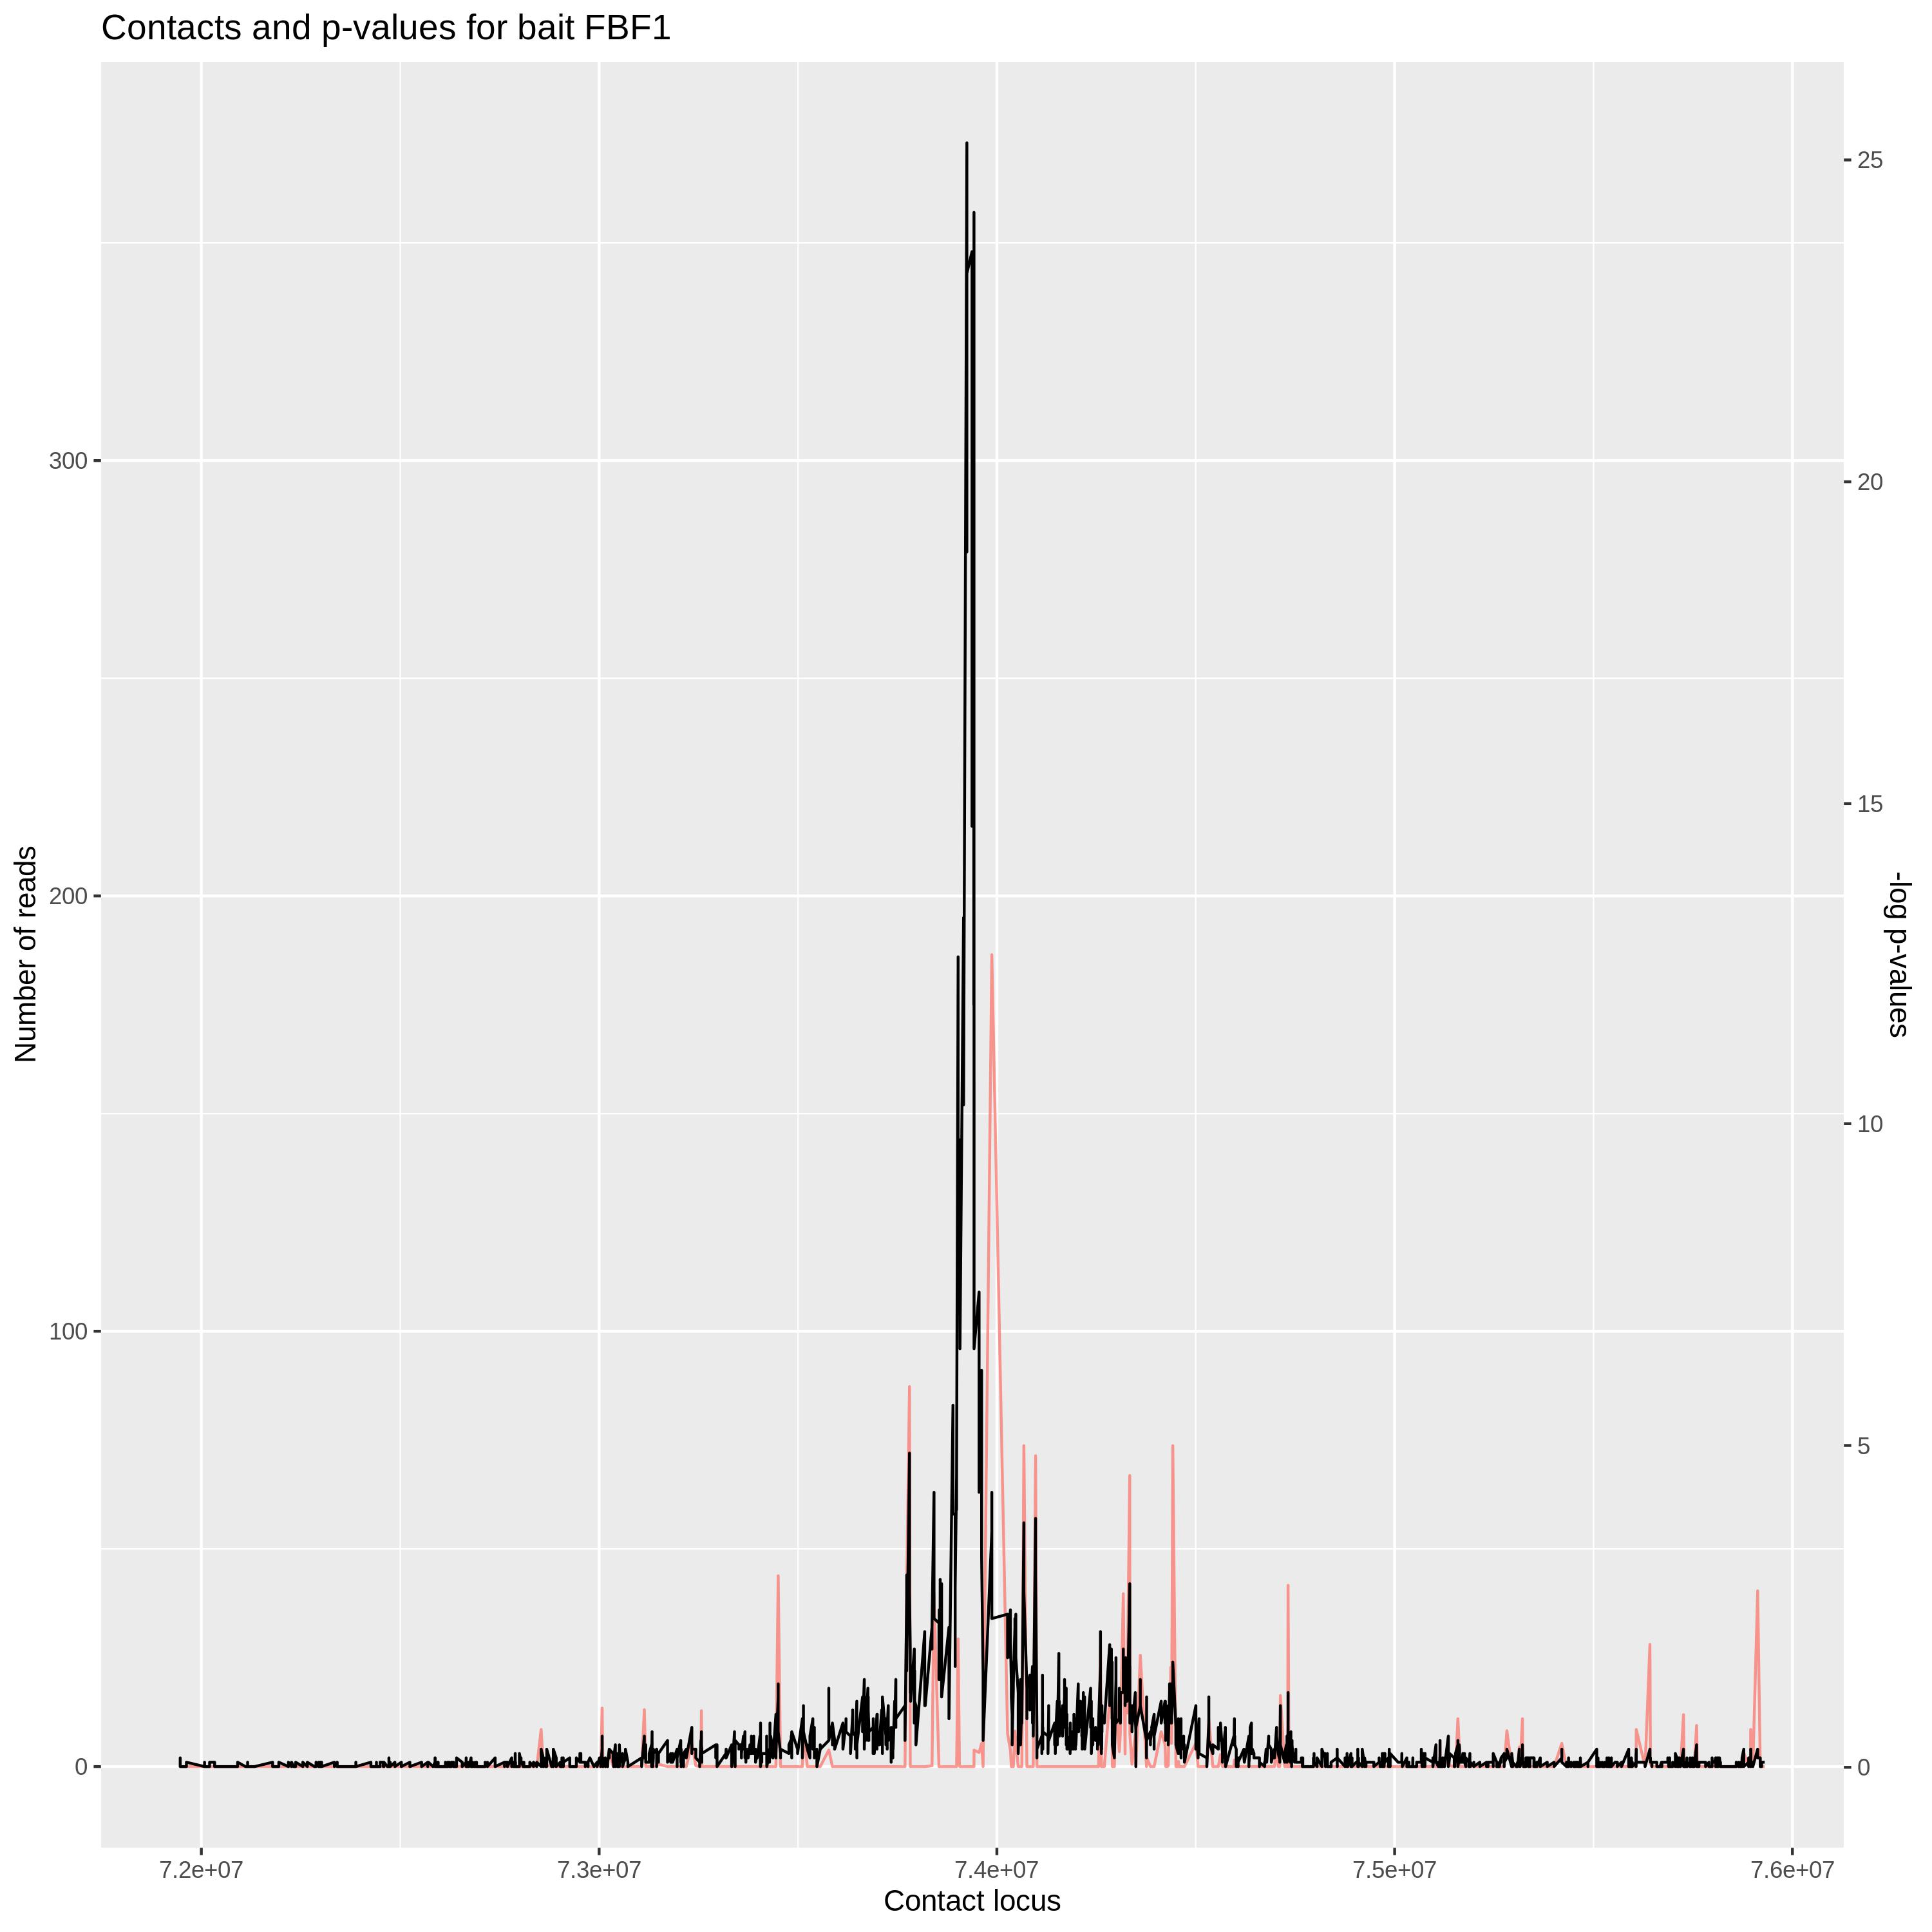 Contacts and p-values for bait FBF1
Number of reads
300
200
100
0
25
20
15
10
5
0
-log p-values
7.2e+07
7.3e+07
7.4e+07
7.5e+07
7.6e+07
Contact locus